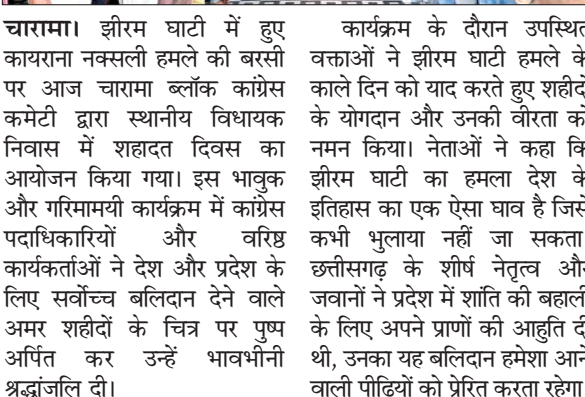 चारामा। झीरम घाटी में हुए
कायराना नक्सली हमले की बरसी
पर आज चारामा ब्लॉक कांग्रेस
कमेटी द्वारा स्थानीय विधायक
निवास में शहादत दिवस का
आयोजन किया गया। इस भावुक
और गरिमामयी कार्यक्रम में कांग्रेस
पदाधिकारियों और वरिष्ठ
कार्यकर्ताओं ने देश और प्रदेश के
लिए सर्वोच्च बलिदान देने वाले
अमर शहीदों के चित्र पर पुष्प
अर्पित कर उन्हें भावभीनी
श्रद्धांजलि दी।
कार्यक्रम के दौरान उपस्थित
वक्ताओं ने झीरम घाटी हमले के
काले दिन को याद करते हुए शहीद
के योगदान और उनकी वीरता क
नमन किया। नेताओं ने कहा कि
झीरम घाटी का हमला देश के
इतिहास का एक ऐसा घाव है जिसे
कभी भुलाया नहीं जा सकता
छत्तीसगढ़ के शीर्ष नेतृत्व और
जवानों ने प्रदेश में शांति की बहाली
के लिए अपने प्राणों की आहुति द
थी, उनका यह बलिदान हमेशा आने
वाली पीढ़ियों को प्रेरित करता रहेगा